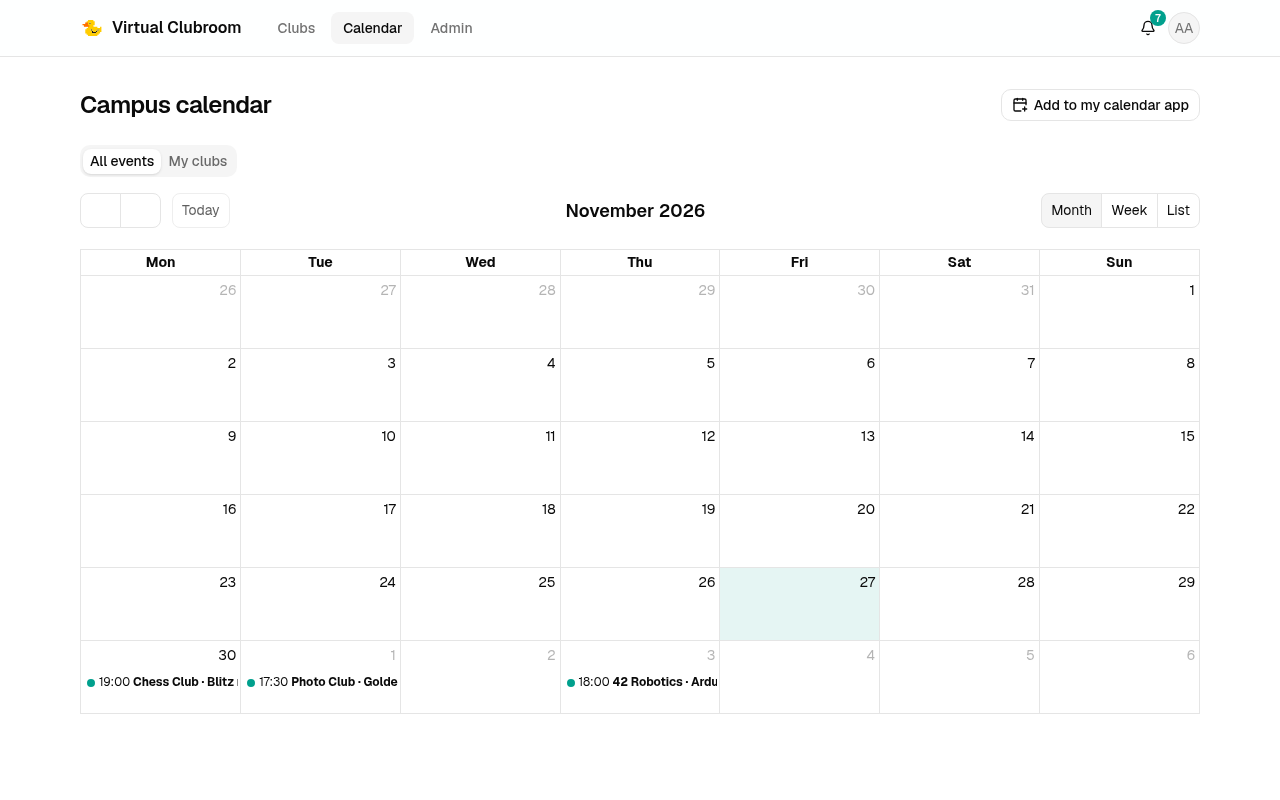 Virtual Clubroom Clubs Calendar Admin 7 AA
Campus calendar Add to my calendar app
All events My clubs
Today November 2026 Month Week List
Mon Tue Wed Thu Fri Sat Sun
26 27 28 29 30 31 1
2 3 4 5 6 7 8
9 10 11 12 13 14 15
16 17 18 19 20 21 22
23 24 25 26 27 28 29
30 1 2 3 4 5 6
19:00 Chess Club · Blitz 17:30 Photo Club · Golde 18:00 42 Robotics · Ardu